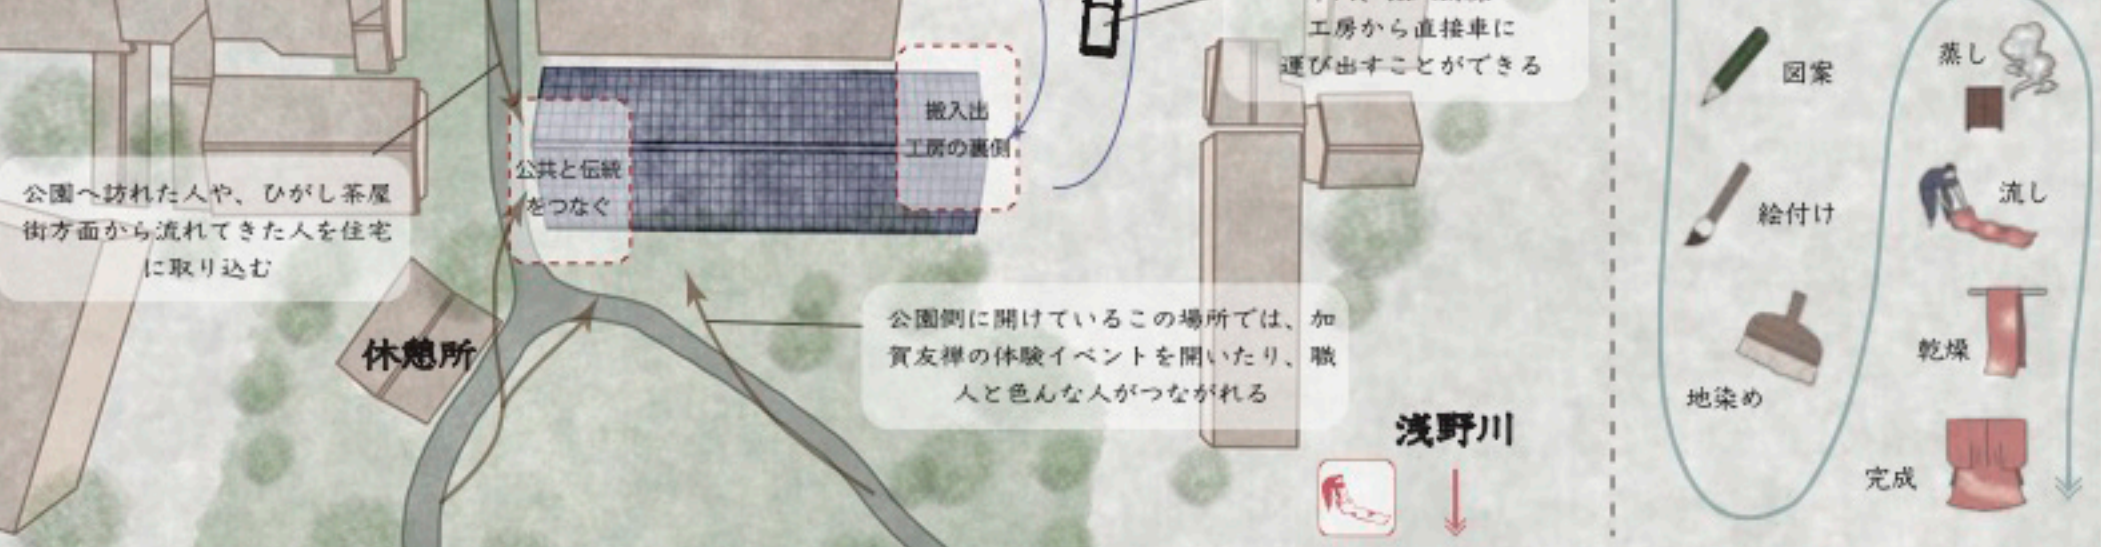 工房から直接車に
運び出すことができる
搬入出
工房の裏側
公共と伝統
をつなぐ
公園へ訪れた人や、ひがし茶屋
街方面から流れてきた人を住宅
に取り込む
休憩所
公園側に開けているこの場所では、加
賀友禅の体験イベントを開いたり、職
人と色んな人がつながれる
浅野川
図案
絵付け
地染め
蒸し
流し
乾燥
完成